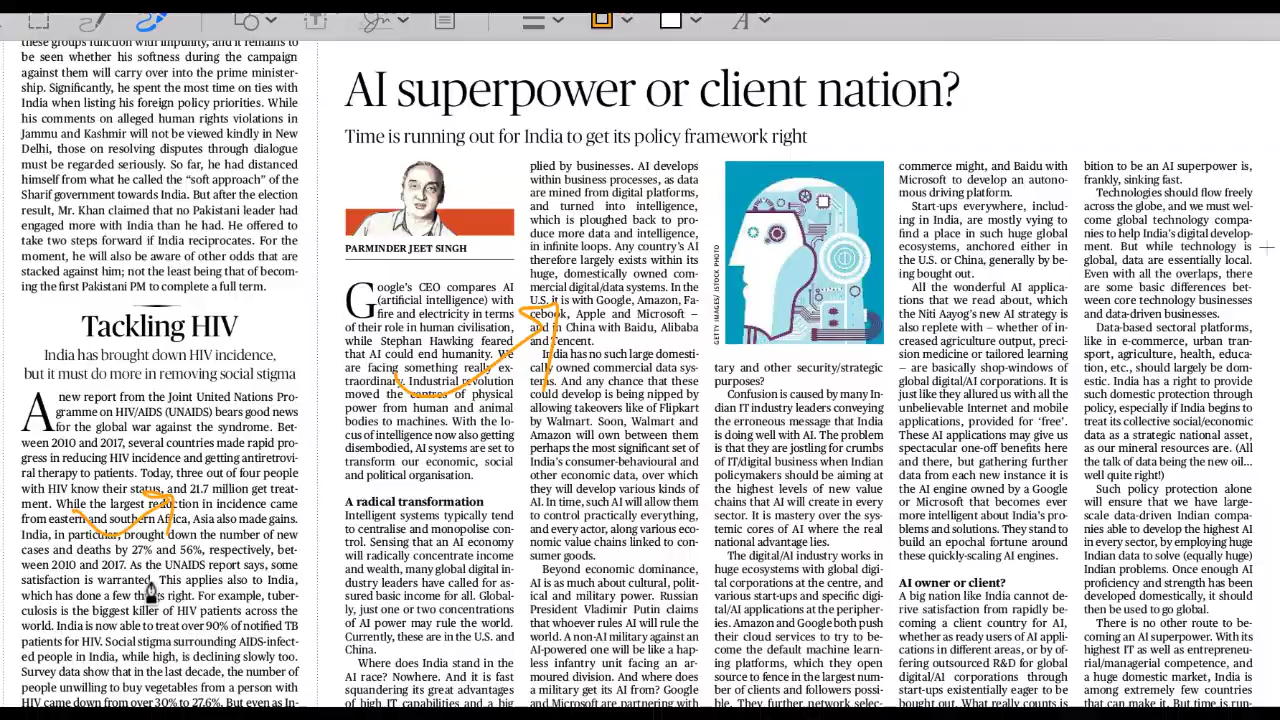 these groups function with impunity, and it remains to
be seen whether his softness during the campaign
against them will carry over into the prime minister-
ship. Significantly, he spent the most time on ties with
India when listing his foreign policy priorities. While
his comments on alleged human rights violations in
Jammu and Kashmir will not be viewed kindly in New
Delhi, those on resolving disputes through dialogue
must be regarded seriously. So far, he had distanced
himself from what he called the “soft approach” of the
Sharif government towards India. But after the election
result, Mr. Khan claimed that no Pakistani leader had
engaged more with India than he had. He offered to
take two steps forward if India reciprocates. For the
moment, he will also be aware of other odds that are
stacked against him; not the least being that of becom-
ing the first Pakistani PM to complete a full term.
Tackling HIV
India has brought down HIV incidence,
but it must do more in removing social stigma
A new report from the Joint United Nations Pro-
gramme on HIV/AIDS (UNAIDS) bears good news
for the global war against the syndrome. Bet-
ween 2010 and 2017, several countries made rapid pro-
gress in reducing HIV incidence and getting antiretrovi-
ral therapy to patients. Today, three out of four people
with HIV know their status, and 21.7 million get treat-
ment. While the largest reduction in incidence came
from eastern and southern Africa, Asia also made gains.
India, in particular, brought down the number of new
cases and deaths by 27% and 56%, respectively, bet-
ween 2010 and 2017. As the UNAIDS report says, some
satisfaction is warranted. This applies also to India,
which has done a few things right. For example, tuber-
culosis is the biggest killer of HIV patients across the
world. India is now able to treat over 90% of notified TB
patients for HIV. Social stigma surrounding AIDS-infect-
ed people in India, while high, is declining slowly too.
Survey data show that in the last decade, the number of
people unwilling to buy vegetables from a person with
HIV came down from over 30% to 27.6%. But even as In-
AI superpower or client nation?
Time is running out for India to get its policy framework right
PARMINDER JEET SINGH
Google’s CEO compares AI
(artificial intelligence) with
fire and electricity in terms
of their role in human civilisation,
while Stephan Hawking feared
that AI could end humanity. We
are facing something really ex-
traordinary. Industrial revolution
moved the centres of physical
power from human and animal
bodies to machines. With the lo-
cus of intelligence now also getting
disembodied, AI systems are set to
transform our economic, social
and political organisation.
A radical transformation
Intelligent systems typically tend
to centralise and monopolise con-
trol. Sensing that an AI economy
will radically concentrate income
and wealth, many global digital in-
dustry leaders have called for as-
sured basic income for all. Global-
ly, just one or two concentrations
of AI power may rule the world.
Currently, these are in the U.S. and
China.
Where does India stand in the
AI race? Nowhere. And it is fast
squandering its great advantages
of high IT capabilities and a big
plied by businesses. AI develops
within business processes, as data
are mined from digital platforms,
and turned into intelligence,
which is ploughed back to pro-
duce more data and intelligence,
in infinite loops. Any country’s AI
therefore largely exists within its
huge, domestically owned com-
mercial digital/data systems. In the
U.S. it is with Google, Amazon, Fa-
cebook, Apple and Microsoft –
and in China with Baidu, Alibaba
and Tencent.
India has no such large domesti-
cally owned commercial data sys-
tems. And any chance that these
could develop is being nipped by
allowing takeovers like of Flipkart
by Walmart. Soon, Walmart and
Amazon will own between them
perhaps the most significant set of
India’s consumer-behavioural and
other economic data, over which
they will develop various kinds of
AI. In time, such AI will allow them
to control practically everything,
and every actor, along various eco-
nomic value chains linked to con-
sumer goods.
Beyond economic dominance,
AI is as much about cultural, polit-
ical and military power. Russian
President Vladimir Putin claims
that whoever rules AI will rule the
world. A non-AI military against an
AI-powered one will be like a hap-
less infantry unit facing an ar-
moured division. And where does
a military get its AI from? Google
and Microsoft are partnering with
GETTY IMAGES/ ISTOCK PHOTO
tary and other security/strategic
purposes?
Confusion is caused by many In-
dian IT industry leaders conveying
the erroneous message that India
is doing well with AI. The problem
is that they are jostling for crumbs
of IT/digital business when Indian
policymakers should be aiming at
the highest levels of new value
chains that AI will create in every
sector. It is mastery over the sys-
temic cores of AI where the real
national advantage lies.
The digital/AI industry works in
huge ecosystems with global digi-
tal corporations at the centre, and
various start-ups and specific digi-
tal/AI applications at the peripher-
ies. Amazon and Google both push
their cloud services to try to be-
come the default machine learn-
ing platforms, which they open
source to fence in the largest num-
ber of clients and followers possi-
ble. They further network selec-
commerce might, and Baidu with
Microsoft to develop an autono-
mous driving platform.
Start-ups everywhere, includ-
ing in India, are mostly vying to
find a place in such huge global
ecosystems, anchored either in
the U.S. or China, generally by be-
ing bought out.
All the wonderful AI applica-
tions that we read about, which
the Niti Aayog’s new AI strategy is
also replete with – whether of in-
creased agriculture output, preci-
sion medicine or tailored learning
– are basically shop-windows of
global digital/AI corporations. It is
just like they allured us with all the
unbelievable Internet and mobile
applications, provided for ‘free’.
These AI applications may give us
spectacular one-off benefits here
and there, but gathering further
data from each new instance it is
the AI engine owned by a Google
or Microsoft that becomes ever
more intelligent about India’s pro-
blems and solutions. They stand to
build an epochal fortune around
these quickly-scaling AI engines.
AI owner or client?
A big nation like India cannot de-
rive satisfaction from rapidly be-
coming a client country for AI,
whether as ready users of AI appli-
cations in different areas, or by of-
fering outsourced R&D for global
digital/AI corporations through
start-ups existentially eager to be
bought out. What really counts is
bition to be an AI superpower is,
frankly, sinking fast.
Technologies should flow freely
across the globe, and we must wel-
come global technology compa-
nies to help India’s digital develop-
ment. But while technology is
global, data are essentially local.
Even with all the overlaps, there
are some basic differences bet-
ween core technology businesses
and data-driven businesses.
Data-based sectoral platforms,
like in e-commerce, urban tran-
sport, agriculture, health, educa-
tion, etc., should largely be dom-
estic. India has a right to provide
such domestic protection through
policy, especially if India begins to
treat its collective social/economic
data as a strategic national asset,
as our mineral resources are. (All
the talk of data being the new oil...
well quite right!)
Such policy protection alone
will ensure that we have large-
scale data-driven Indian compa-
nies able to develop the highest AI
in every sector, by employing huge
Indian data to solve (equally huge)
Indian problems. Once enough AI
proficiency and strength has been
developed domestically, it should
then be used to go global.
There is no other route to be-
coming an AI superpower. With its
highest IT as well as entrepreneu-
rial/managerial competence, and
a huge domestic market, India is
among extremely few countries
that can make it. But time is run-